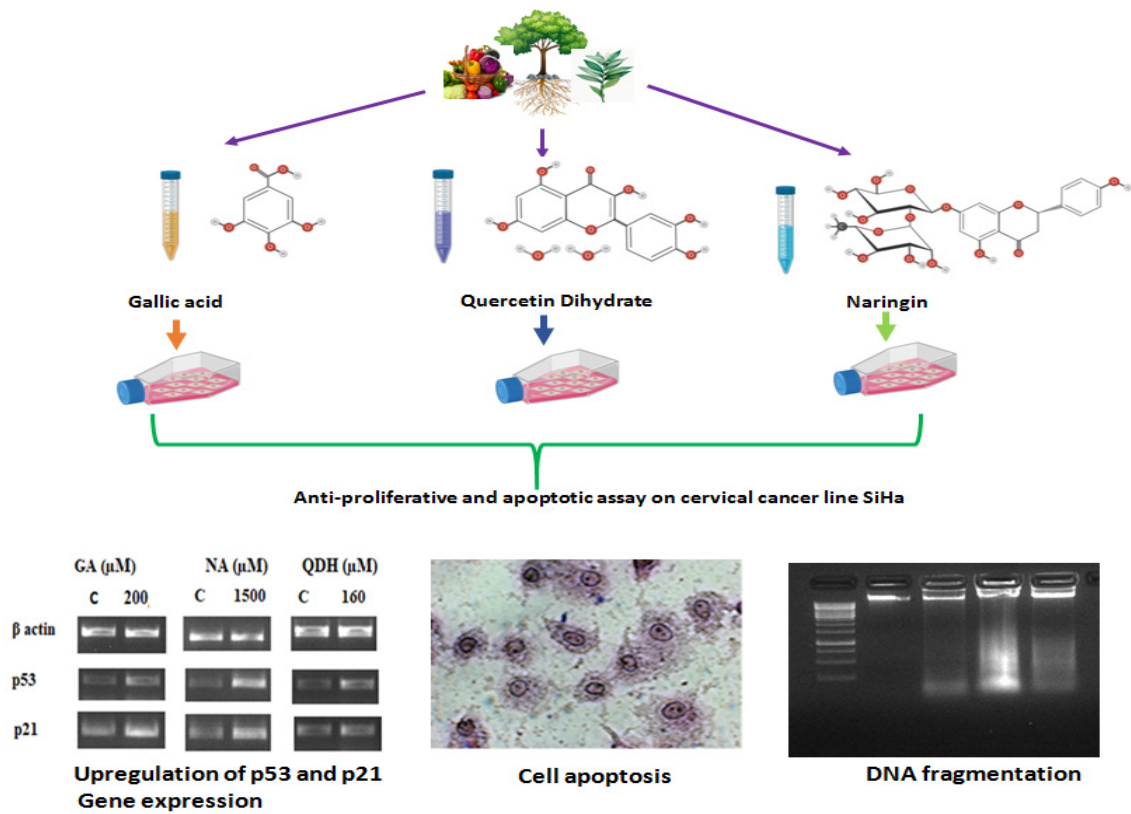 Gallic acid
Quercetin Dihydrate
Naringin
Anti-proliferative and apoptotic assay on cervical cancer line SiHa
GA (µM) NA (µM) QDH (µM)
C 200 C 1500 C 160
β actin
p53
p21
Upregulation of p53 and p21
Gene expression
Cell apoptosis
DNA fragmentation